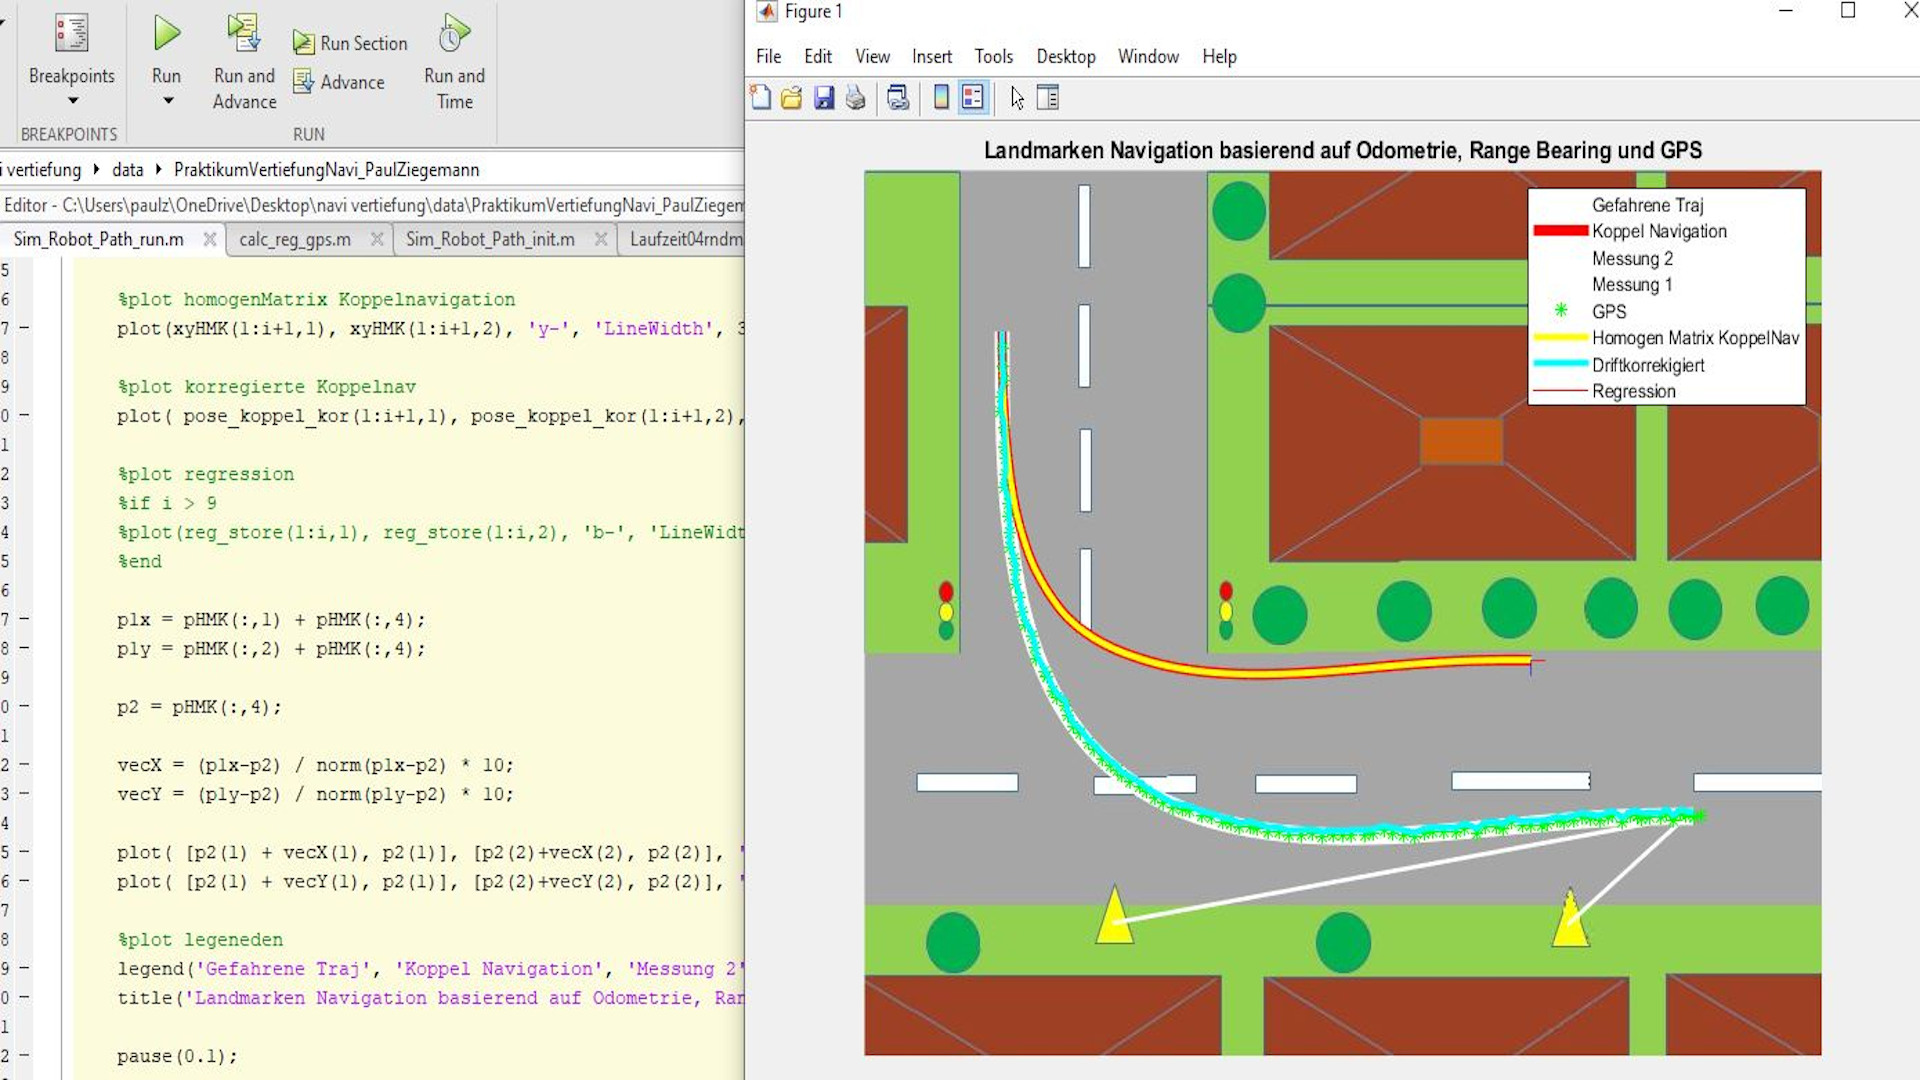 Breakpoints
Run
Run and
Advance
Run Section
Advance
Run and
Time
BREAKPOINTS
RUN
i vertiefung
data
PraktikumVertiefungNavi_PaulZiegemann
Editor - C:\Users\paulz\OneDrive\Desktop\navi vertiefung\data\PraktikumVertiefungNavi_PaulZiegem
Sim_Robot_Path_run.m
calc_reg_gps.m
Sim_Robot_Path_init.m
Laufzeit04rndm
5
6 %plot homogenMatrix Koppelnavigation
7 - plot(xyHMK(1:i+1,1), xyHMK(1:i+1,2), 'y-', 'LineWidth', 3
8
9 %plot korregierte Koppelnav
0 - plot( pose_koppel_kor(1:i+1,1), pose_koppel_kor(1:i+1,2),
1
2 %plot regression
3 %if i > 9
4 %plot(reg_store(1:i,1), reg_store(1:i,2), 'b-', 'LineWidt
5 %end
6
7 - p1x = pHMK(:,1) + pHMK(:,4);
8 - p1y = pHMK(:,2) + pHMK(:,4);
9
0 - p2 = pHMK(:,4);
1
2 - vecX = (p1x-p2) / norm(p1x-p2) * 10;
3 - vecY = (p1y-p2) / norm(p1y-p2) * 10;
4
5 - plot( [p2(1) + vecX(1), p2(1)], [p2(2)+vecX(2), p2(2)], '
6 - plot( [p2(1) + vecY(1), p2(1)], [p2(2)+vecY(2), p2(2)], '
7
8 %plot legeneden
9 - legend('Gefahrene Traj', 'Koppel Navigation', 'Messung 2'
0 - title('Landmarken Navigation basierend auf Odometrie, Ran
1
2 - pause(0.1);
Figure 1
File Edit View Insert Tools Desktop Window Help
Landmarken Navigation basierend auf Odometrie, Range Bearing und GPS
Gefahrene Traj
Koppel Navigation
Messung 2
Messung 1
GPS
Homogen Matrix KoppelNav
Driftkorrekigiert
Regression